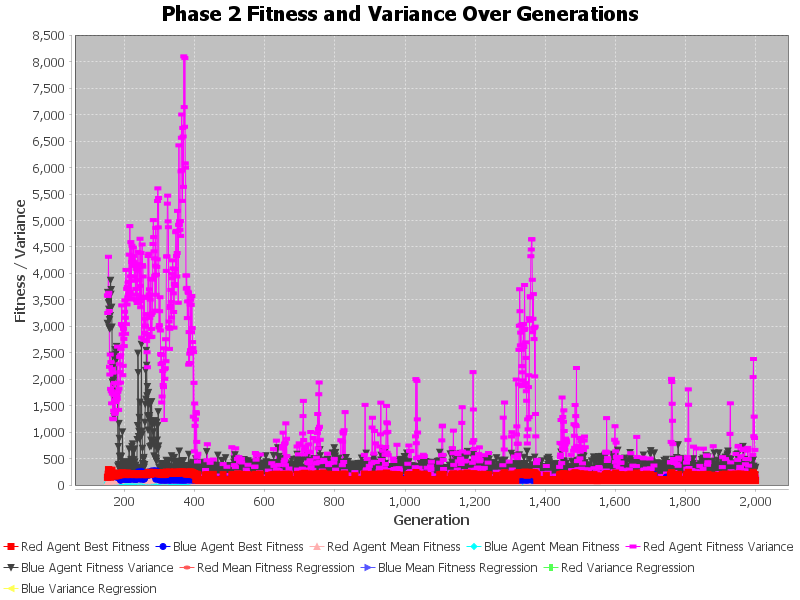 Phase 2 Fitness and Variance Over Generations
8,500
8,000
7,500
7,000
6,500
6,000
5,500
5,000
4,500
4,000
3,500
3,000
2,500
2,000
1,500
1,000
500
0
Fitness / Variance
200 400 600 800 1,000 1,200 1,400 1,600 1,800 2,000
Generation
Red Agent Best Fitness Blue Agent Best Fitness Red Agent Mean Fitness Blue Agent Mean Fitness Red Agent Fitness Variance
Blue Agent Fitness Variance Red Mean Fitness Regression Blue Mean Fitness Regression Red Variance Regression
Blue Variance Regression